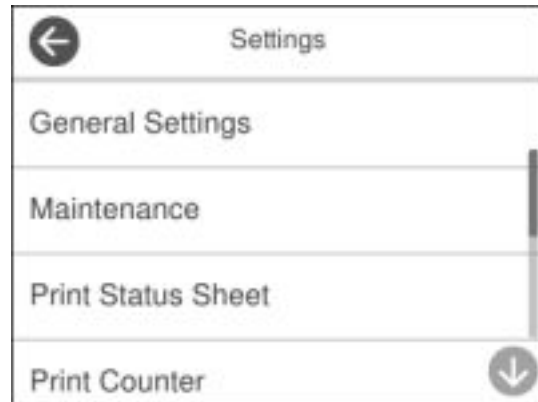 Settings
General Settings
Maintenance
Print Status Sheet
Print Counter